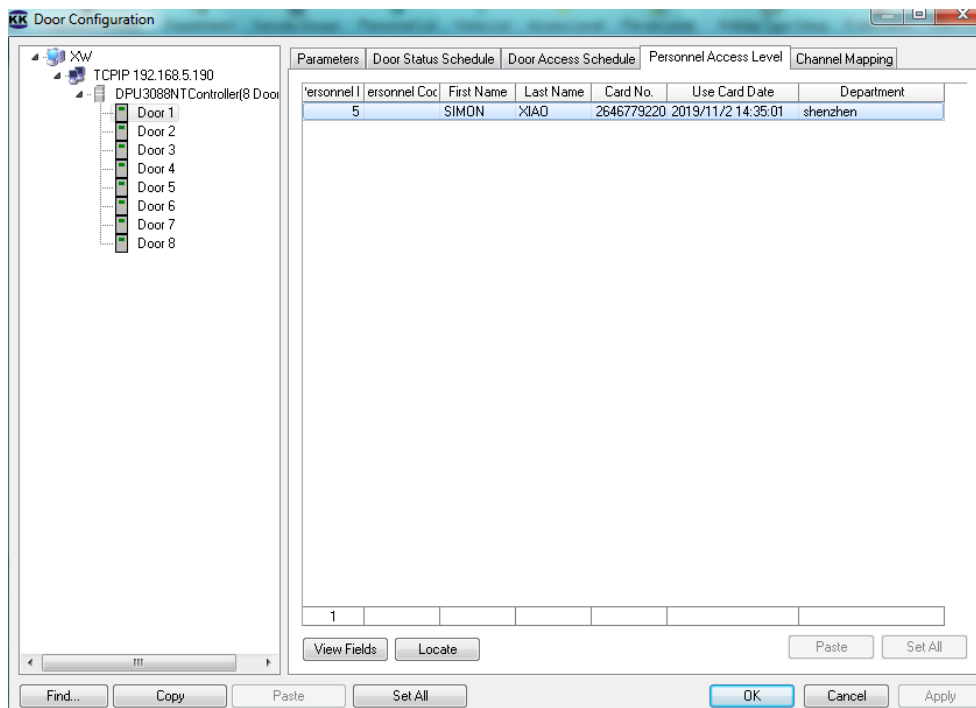 KK Door Configuration
XW
TCPIP 192.168.5.190
DPU3088NTController(8 Door
Door 1
Door 2
Door 3
Door 4
Door 5
Door 6
Door 7
Door 8
Parameters Door Status Schedule Door Access Schedule Personnel Access Level Channel Mapping
'ersonnel I ersonnel Coc First Name Last Name Card No. Use Card Date Department
5 SIMON XIAO 2646779220 2019/11/2 14:35:01 shenzhen
1
View Fields Locate Paste Set All
Find... Copy Paste Set All OK Cancel Apply